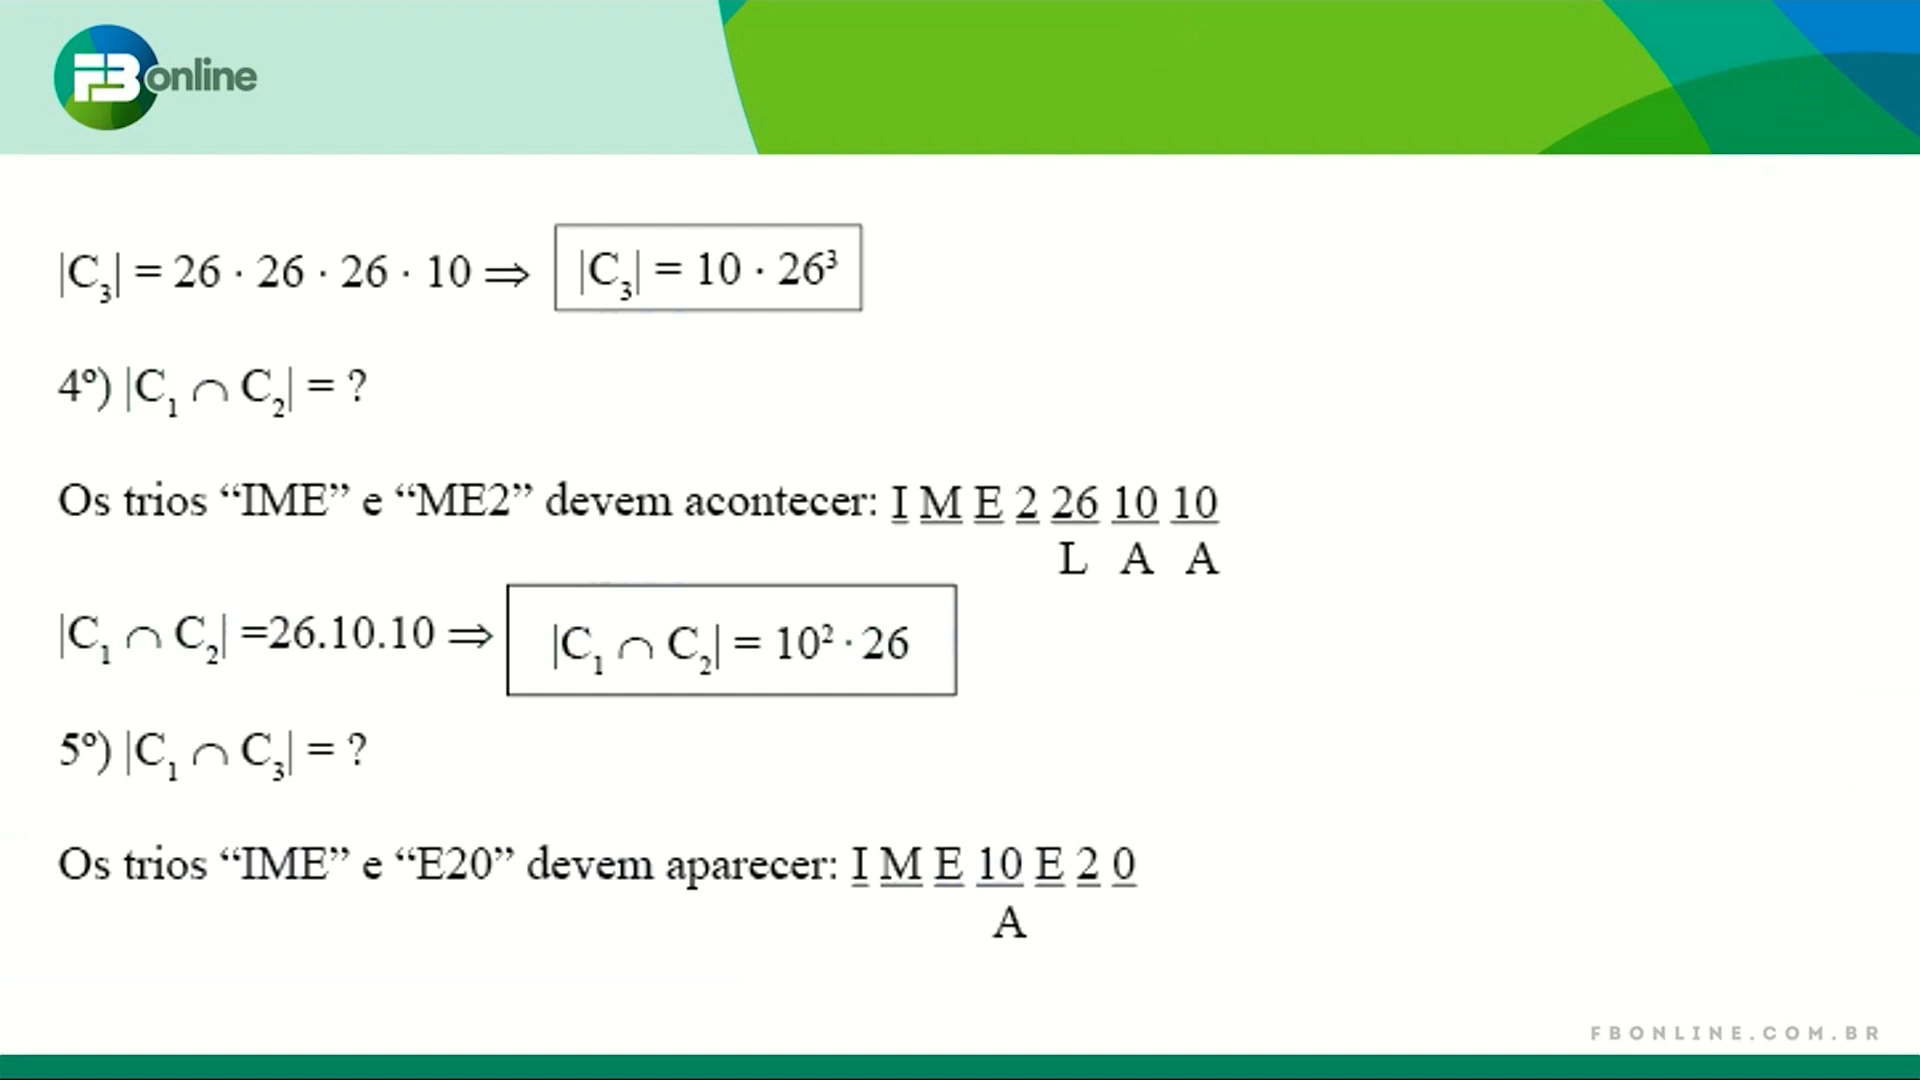 FB online
|C₃| = 26 · 26 · 26 · 10 ⇒ |C₃| = 10 · 26³
4º) |C₁ ∩ C₂| = ?
Os trios “IME” e “ME2” devem acontecer: I M E 2 26 10 10
L A A
|C₁ ∩ C₂| =26.10.10 ⇒ |C₁ ∩ C₂| = 10² · 26
5º) |C₁ ∩ C₃| = ?
Os trios “IME” e “E20” devem aparecer: I M E 10 E 2 0
A
FBONLINE.COM.BR